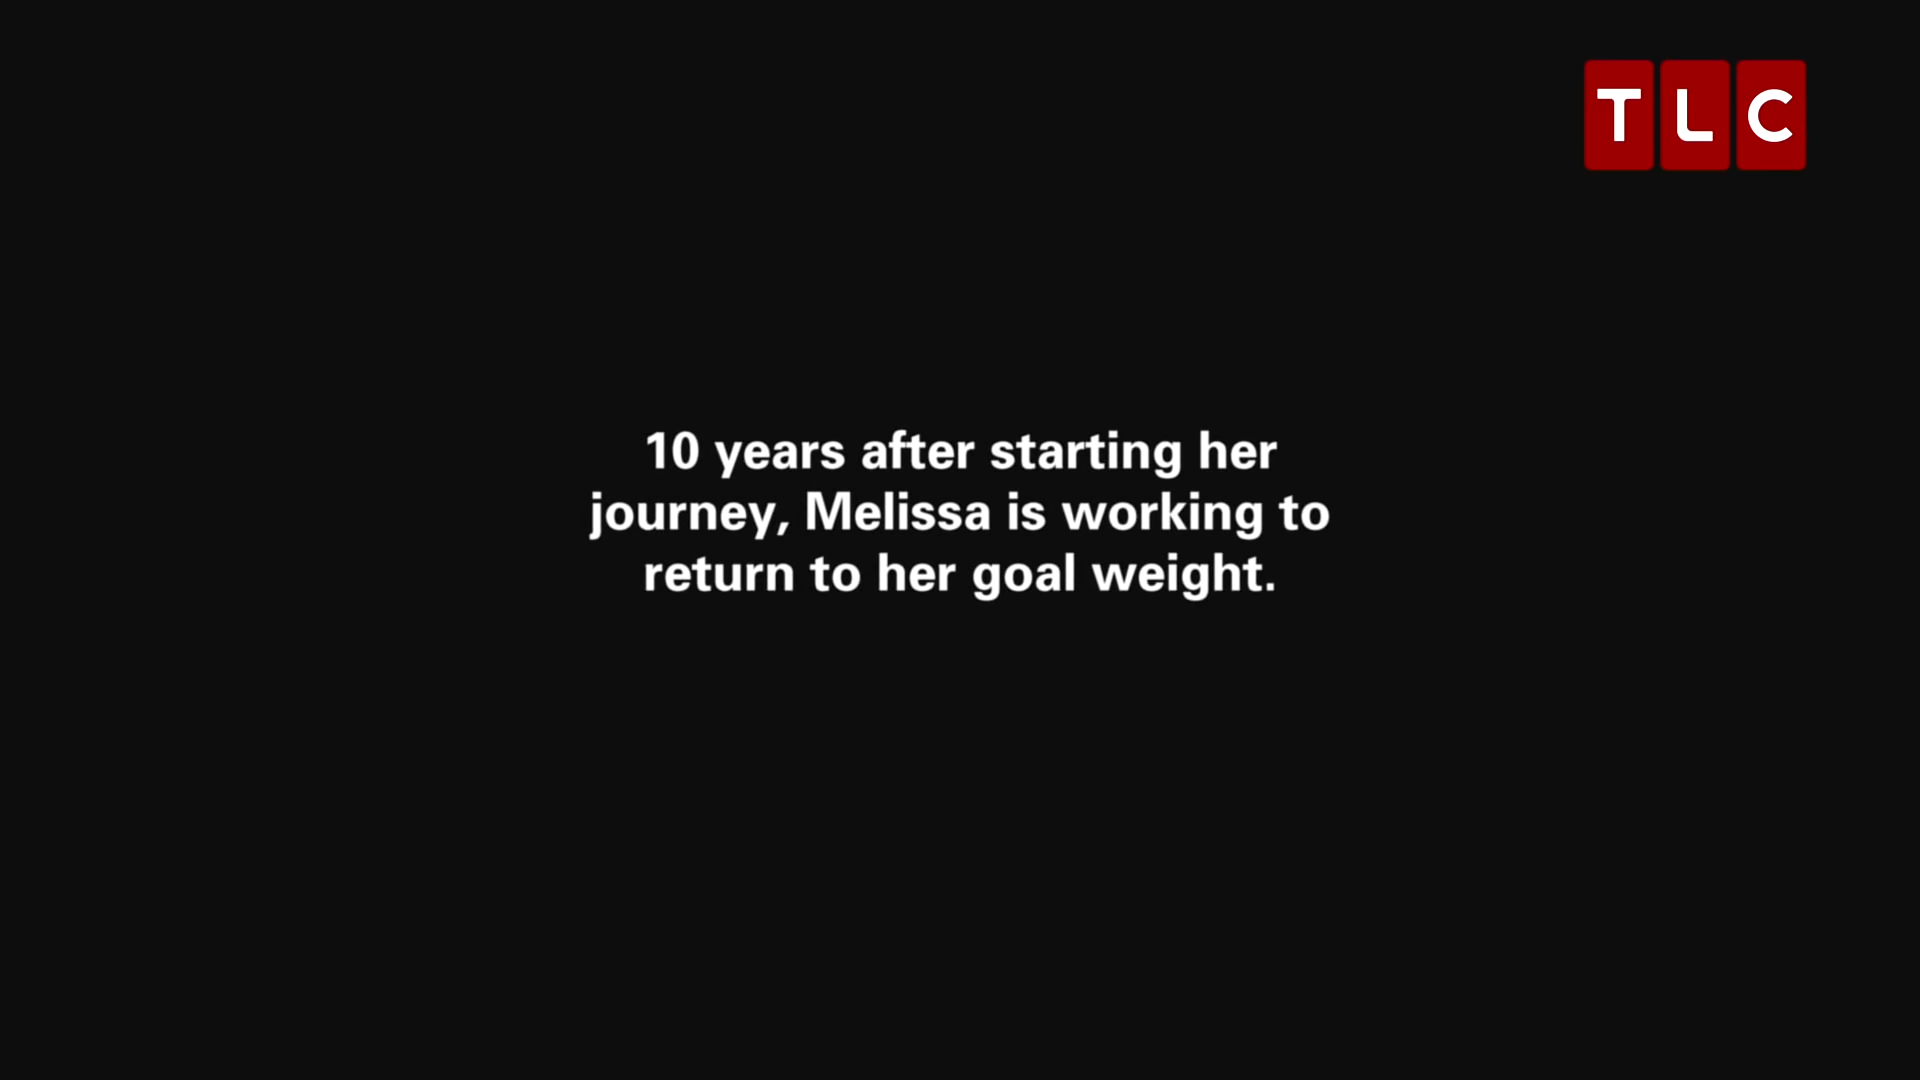 TLC
10 years after starting her
journey, Melissa is working to
return to her goal weight.